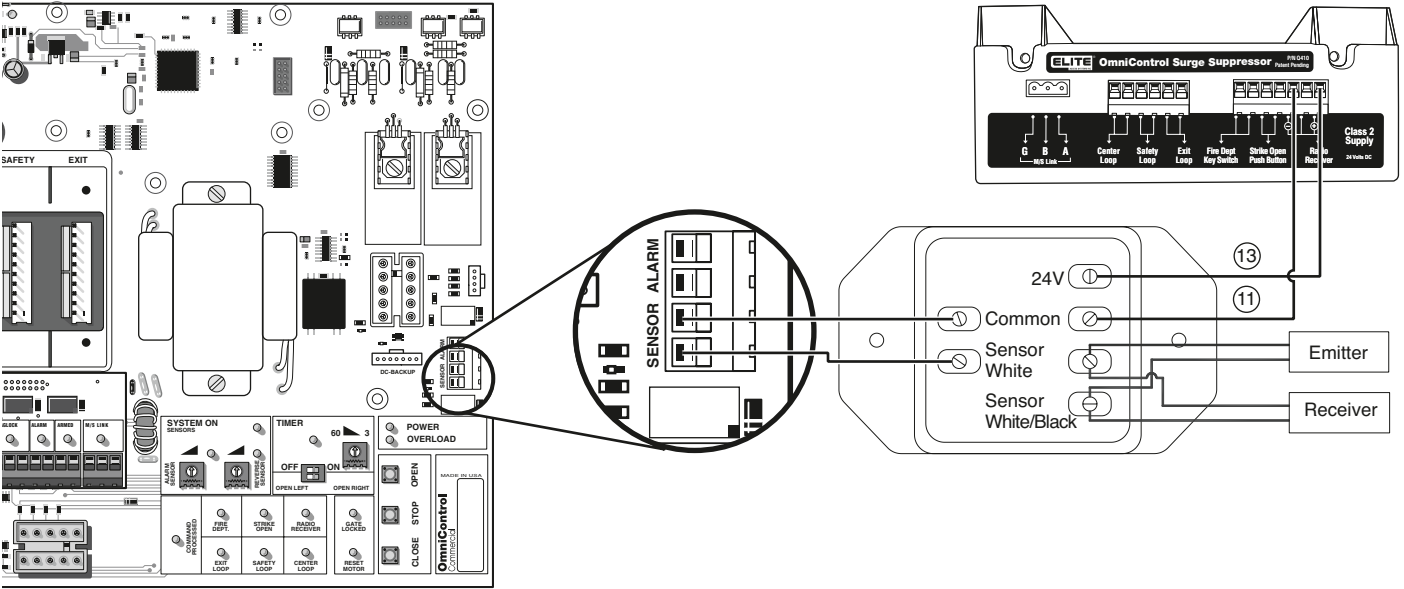 SAFETY
EXIT
DC-BACKUP
SENSOR ALARM
SENSOR ALARM
GLOCK
ALARM
ARMED
M/S LINK
SYSTEM ON
SENSORS
ALARM
SENSOR
REVERSE
SENSOR
TIMER
60
3
OFF
ON
OPEN LEFT
OPEN RIGHT
POWER
OVERLOAD
OPEN
STOP
CLOSE
MADE IN USA
OmniControl
Commercial
COMMAND
PROCESSED
FIRE
DEPT.
STRIKE
OPEN
RADIO
RECEIVER
GATE
LOCKED
EXIT
LOOP
SAFETY
LOOP
CENTER
LOOP
RESET
MOTOR
ELITE OmniControl Surge Suppressor
P/N Q410
Patent Pending
G B A
M/S Link
Center
Loop
Safety
Loop
Exit
Loop
Fire Dept
Key Switch
Strike Open
Push Button
Radio
Receiver
Class 2
Supply
24 Volts DC
13
11
24V
Common
Sensor
White
Sensor
White/Black
Emitter
Receiver